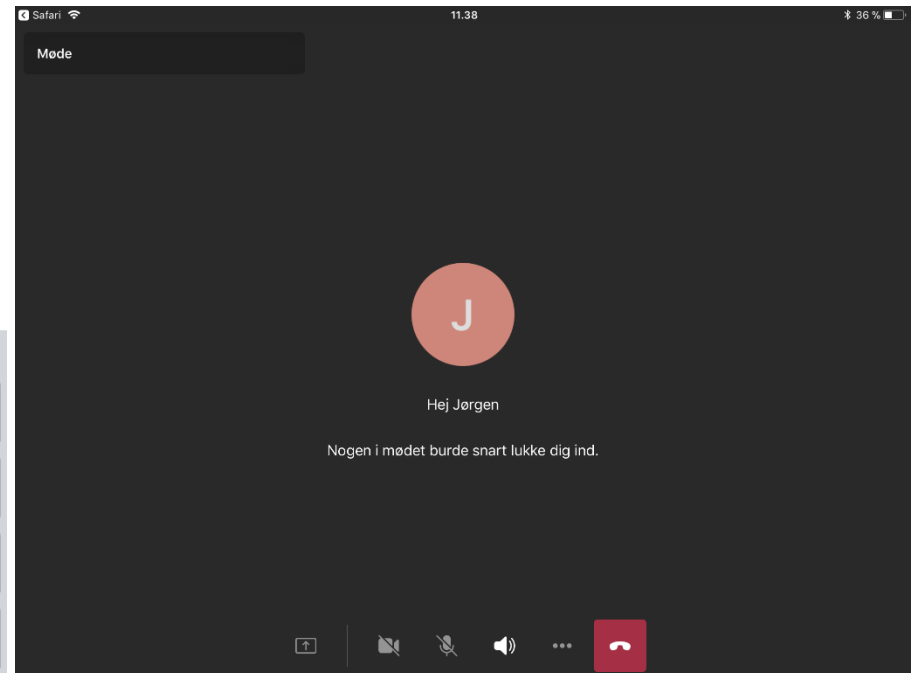 Safari
11.38
36 %
Møde
J
Hej Jørgen
Nogen i mødet burde snart lukke dig ind.